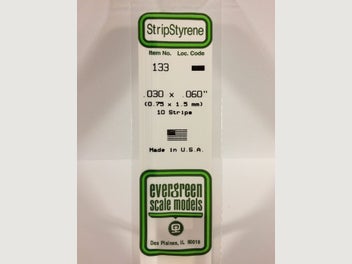 StripStyrene
Item No. Loc. Code
133
.030 x .060"
(0.75 x 1.5 mm)
10 Strips
Made in U.S.A.
evergreen
scale models
Des Plaines, IL 60018